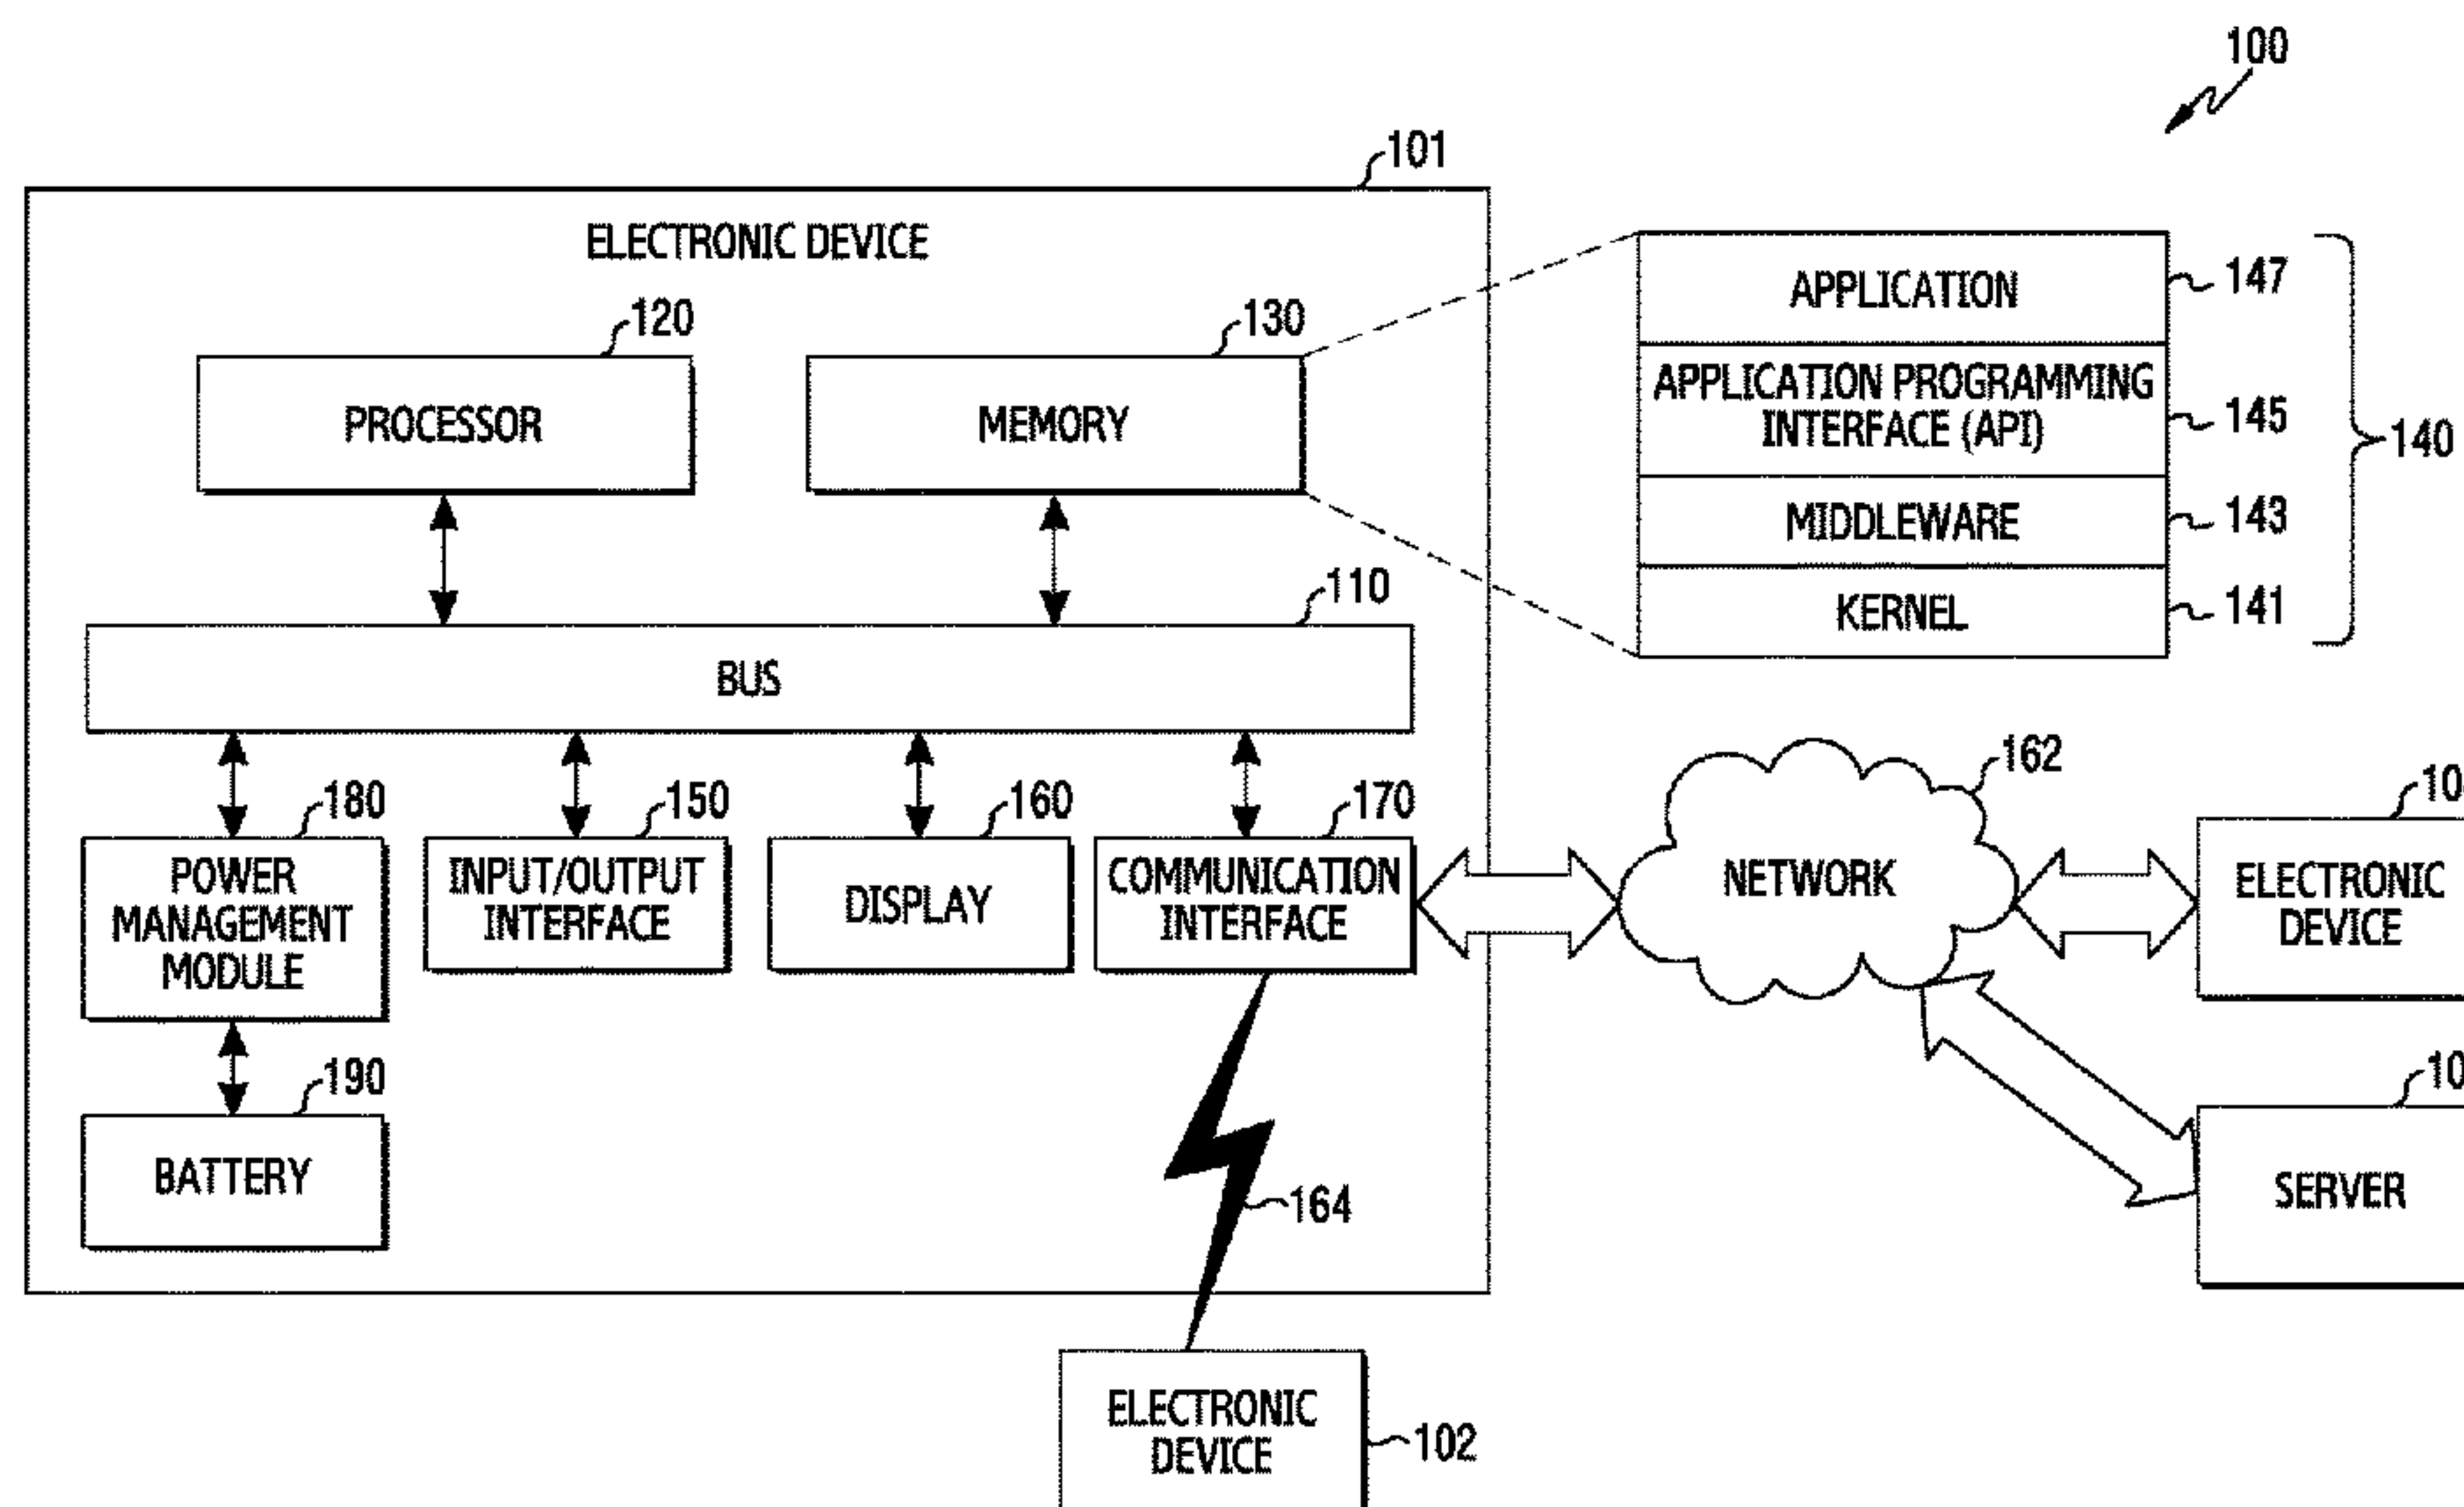 100
101
ELECTRONIC DEVICE
120
130
PROCESSOR
MEMORY
APPLICATION
147
APPLICATION PROGRAMMING
INTERFACE (API)
145
140
MIDDLEWARE
143
KERNEL
141
110
BUS
180
150
160
170
POWER
MANAGEMENT
MODULE
INPUT/OUTPUT
INTERFACE
DISPLAY
COMMUNICATION
INTERFACE
162
NETWORK
ELECTRONIC
DEVICE
190
BATTERY
164
SERVER
ELECTRONIC
DEVICE
102